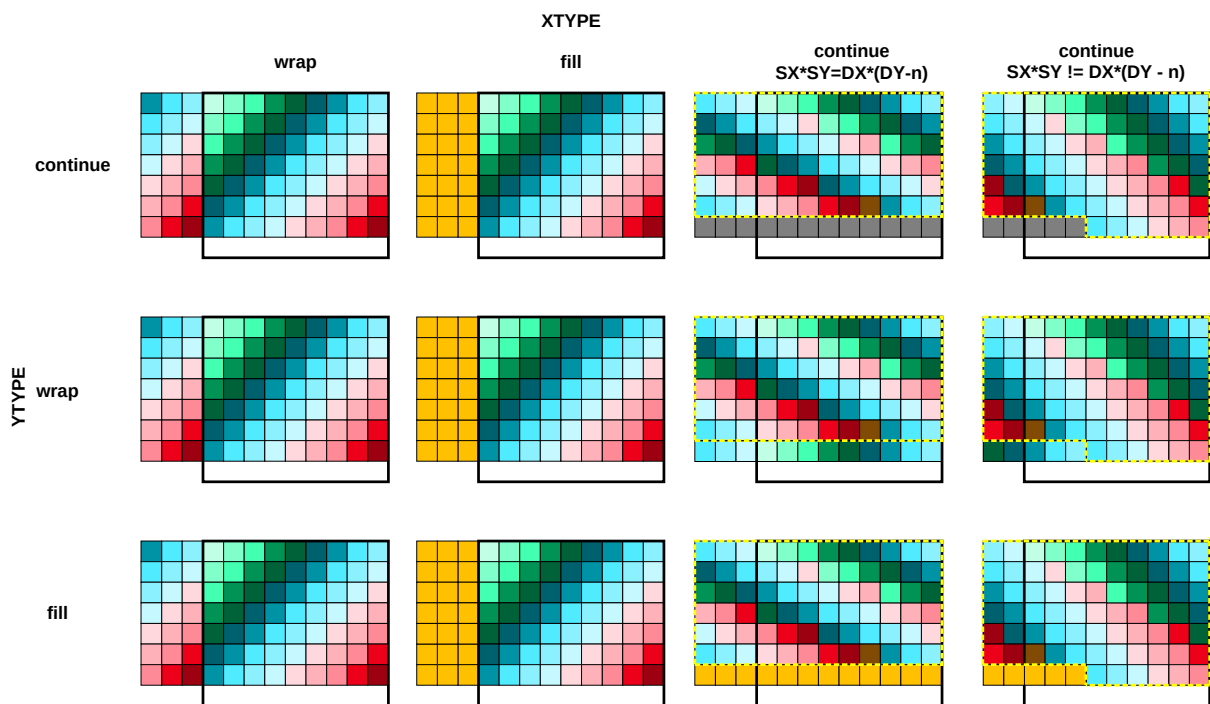 XTYPE
wrap
fill
continue
SX*SY=DX*(DY-n)
continue
SX*SY != DX*(DY - n)
continue
YTYPE
wrap
fill